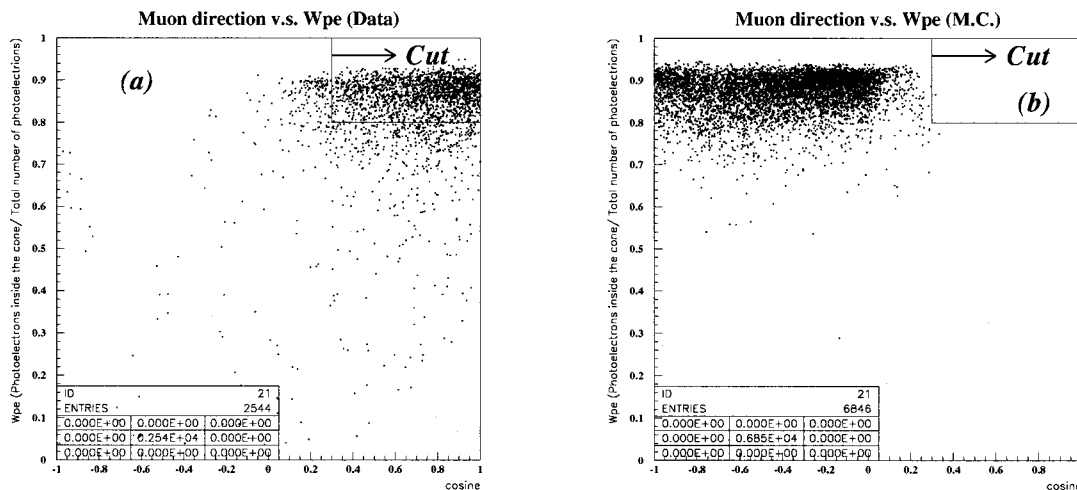 Muon direction v.s. Wpe (Data)
Wpe (Photoelectrons inside the cone/ Total number of photoelectrons)
1
0.9
0.8
0.7
0.6
0.5
0.4
0.3
0.2
0.1
0
(a)
Cut
ID 21
ENTRIES 2544
0.000E+00 0.000E+00 0.000E+00
0.000E+00 0.254E+04 0.000E+00
0.000E+00 0.000E+00 0.000E+00
-1 -0.8 -0.6 -0.4 -0.2 0 0.2 0.4 0.6 0.8 1
cosine
Muon direction v.s. Wpe (M.C.)
Wpe (Photoelectrons inside the cone/ Total number of photoelectrons)
1
0.9
0.8
0.7
0.6
0.5
0.4
0.3
0.2
0.1
0
Cut
(b)
ID 21
ENTRIES 6846
0.000E+00 0.000E+00 0.000E+00
0.000E+00 0.685E+04 0.000E+00
0.000E+00 0.000E+00 0.000E+00
-1 -0.8 -0.6 -0.4 -0.2 0 0.2 0.4 0.6 0.8 1
cosine